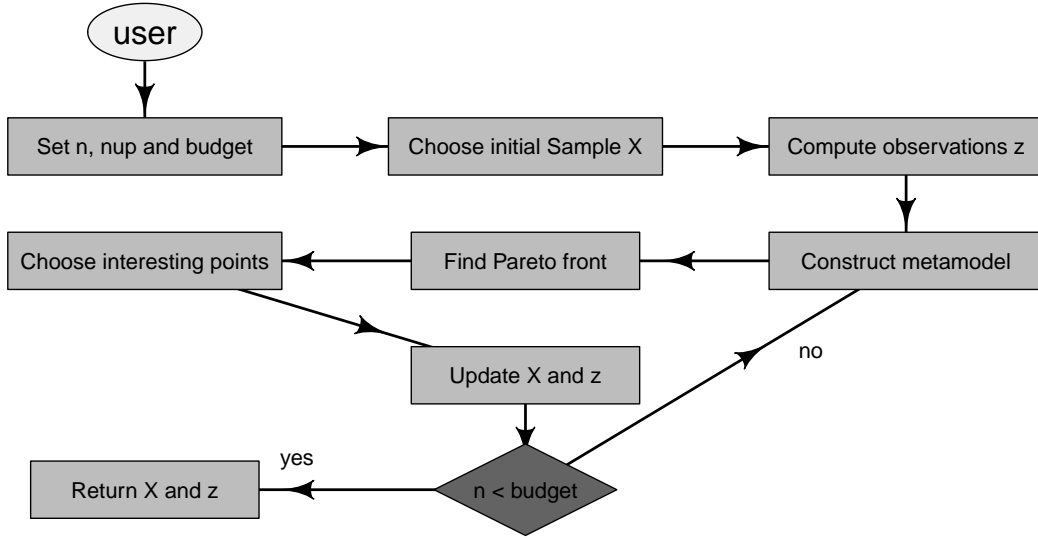 user
Set n, nup and budget
Choose initial Sample X
Compute observations z
Choose interesting points
Find Pareto front
Construct metamodel
no
Update X and z
yes
Return X and z
n < budget